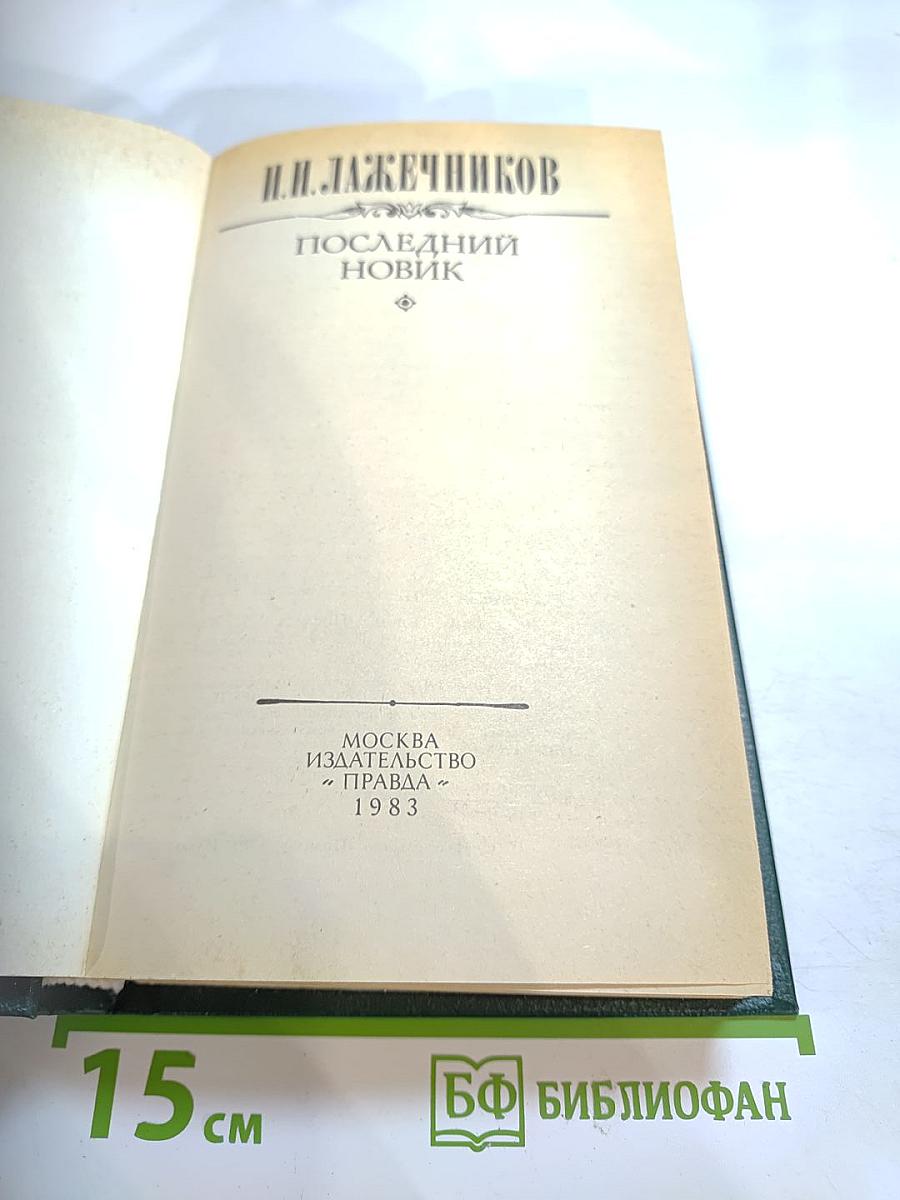 И.И. ЛАЖЕЧНИКОВ
ПОСЛЕДНИЙ
НОВИК
МОСКВА
ИЗДАТЕЛЬСТВО
„ ПРАВДА “
1983
15 см
БФ БИБЛИОФАН